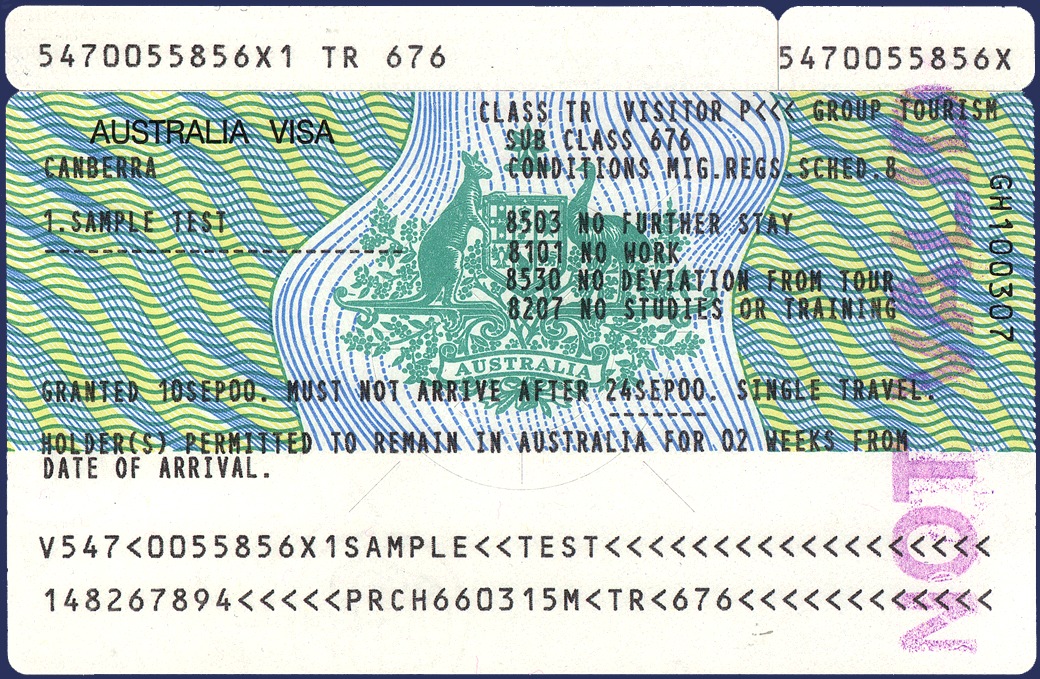 5470055856X1 TR 676
5470055856X
AUSTRALIA VISA
CANBERRA
1.SAMPLE TEST
--------------------------
CLASS TR VISITOR P<<< GROUP TOURISM
SUB CLASS 676
CONDITIONS MIG.REGS.SCHED.8
8503 NO FURTHER STAY
8101 NO WORK
8530 NO DEVIATION FROM TOUR
8207 NO STUDIES OR TRAINING
GH100307
AUSTRALIA
GRANTED 10SEP00. MUST NOT ARRIVE AFTER 24SEP00. SINGLE TRAVEL.
-------
HOLDER(S) PERMITTED TO REMAIN IN AUSTRALIA FOR 02 WEEKS FROM
DATE OF ARRIVAL.
V547<0055856X1SAMPLE<<TEST<<<<<<<<<<<<<<<<<<
148267894<<<<<PRCH660315M<TR<676<<<<<<<<<<<<
NOT VALID